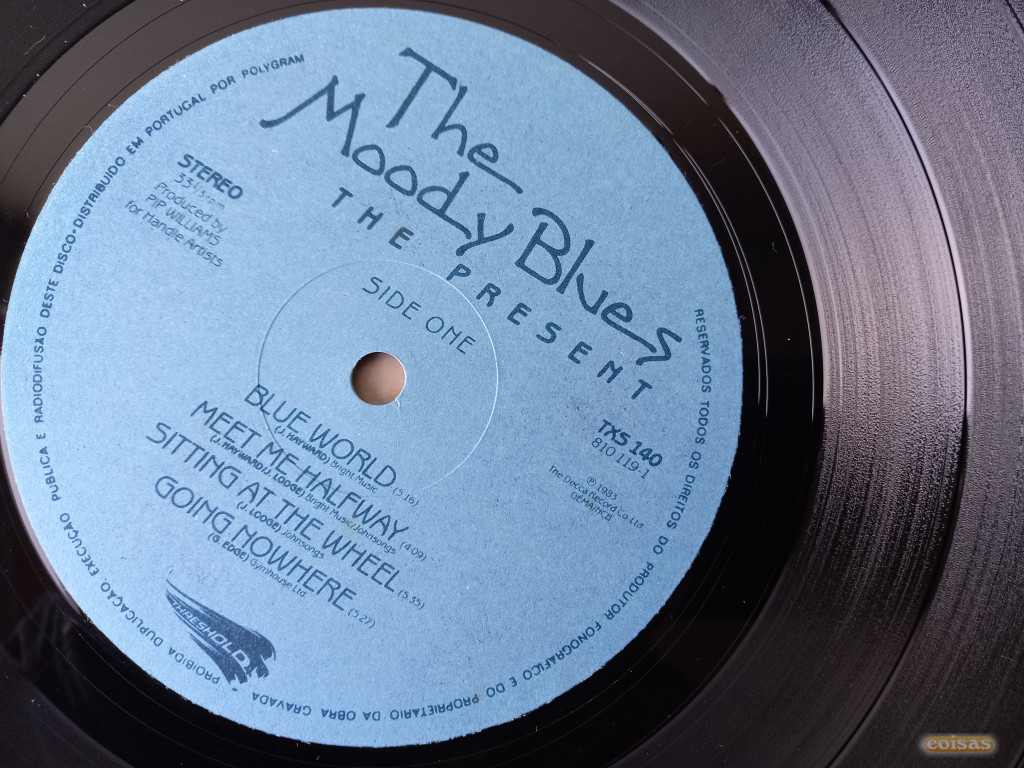 The
Moody Blues
THE PRESENT
STEREO
33⅓ rpm
Produced by
PIP WILLIAMS
for Handle Artists
SIDE ONE
TXS 140
810 119-1
℗ 1983
The Decca Record Co Ltd
GEMA/NCB
BLUE WORLD
(J. HAYWARD) Bright Music (5:16)
MEET ME HALFWAY
(J. HAYWARD/J. LODGE) Bright Music/Johnsongs (4:09)
SITTING AT THE WHEEL
(J. LODGE) Johnsongs (5:35)
GOING NOWHERE
(G. EDGE) Gymhouse Ltd. (5:27)
THRESHOLD
RESERVADOS TODOS OS DIREITOS DO PRODUTOR FONOGRAFICO E DO PROPRIETARIO DA OBRA GRAVADA
PROIBIDA DUPLICAÇÃO, EXECUÇÃO PUBLICA E RADIODIFUSÃO DESTE DISCO•DISTRIBUIDO EM PORTUGAL POR POLYGRAM
coisas